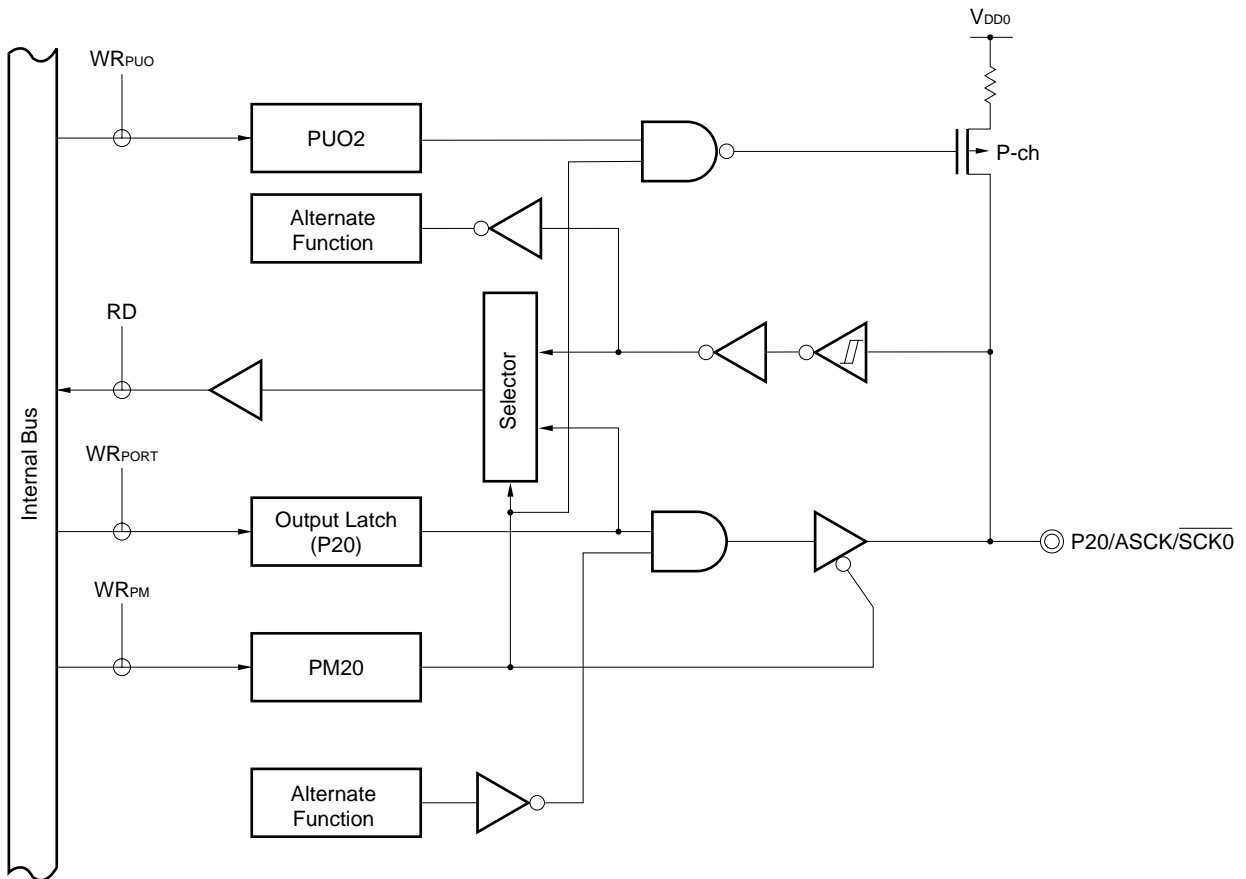 VDD0
WRPUO
PUO2
P-ch
Alternate
Function
RD
Selector
Internal Bus
WRPORT
Output Latch
(P20)
P20/ASCK/S̅C̅K̅0̅
WRPM
PM20
Alternate
Function